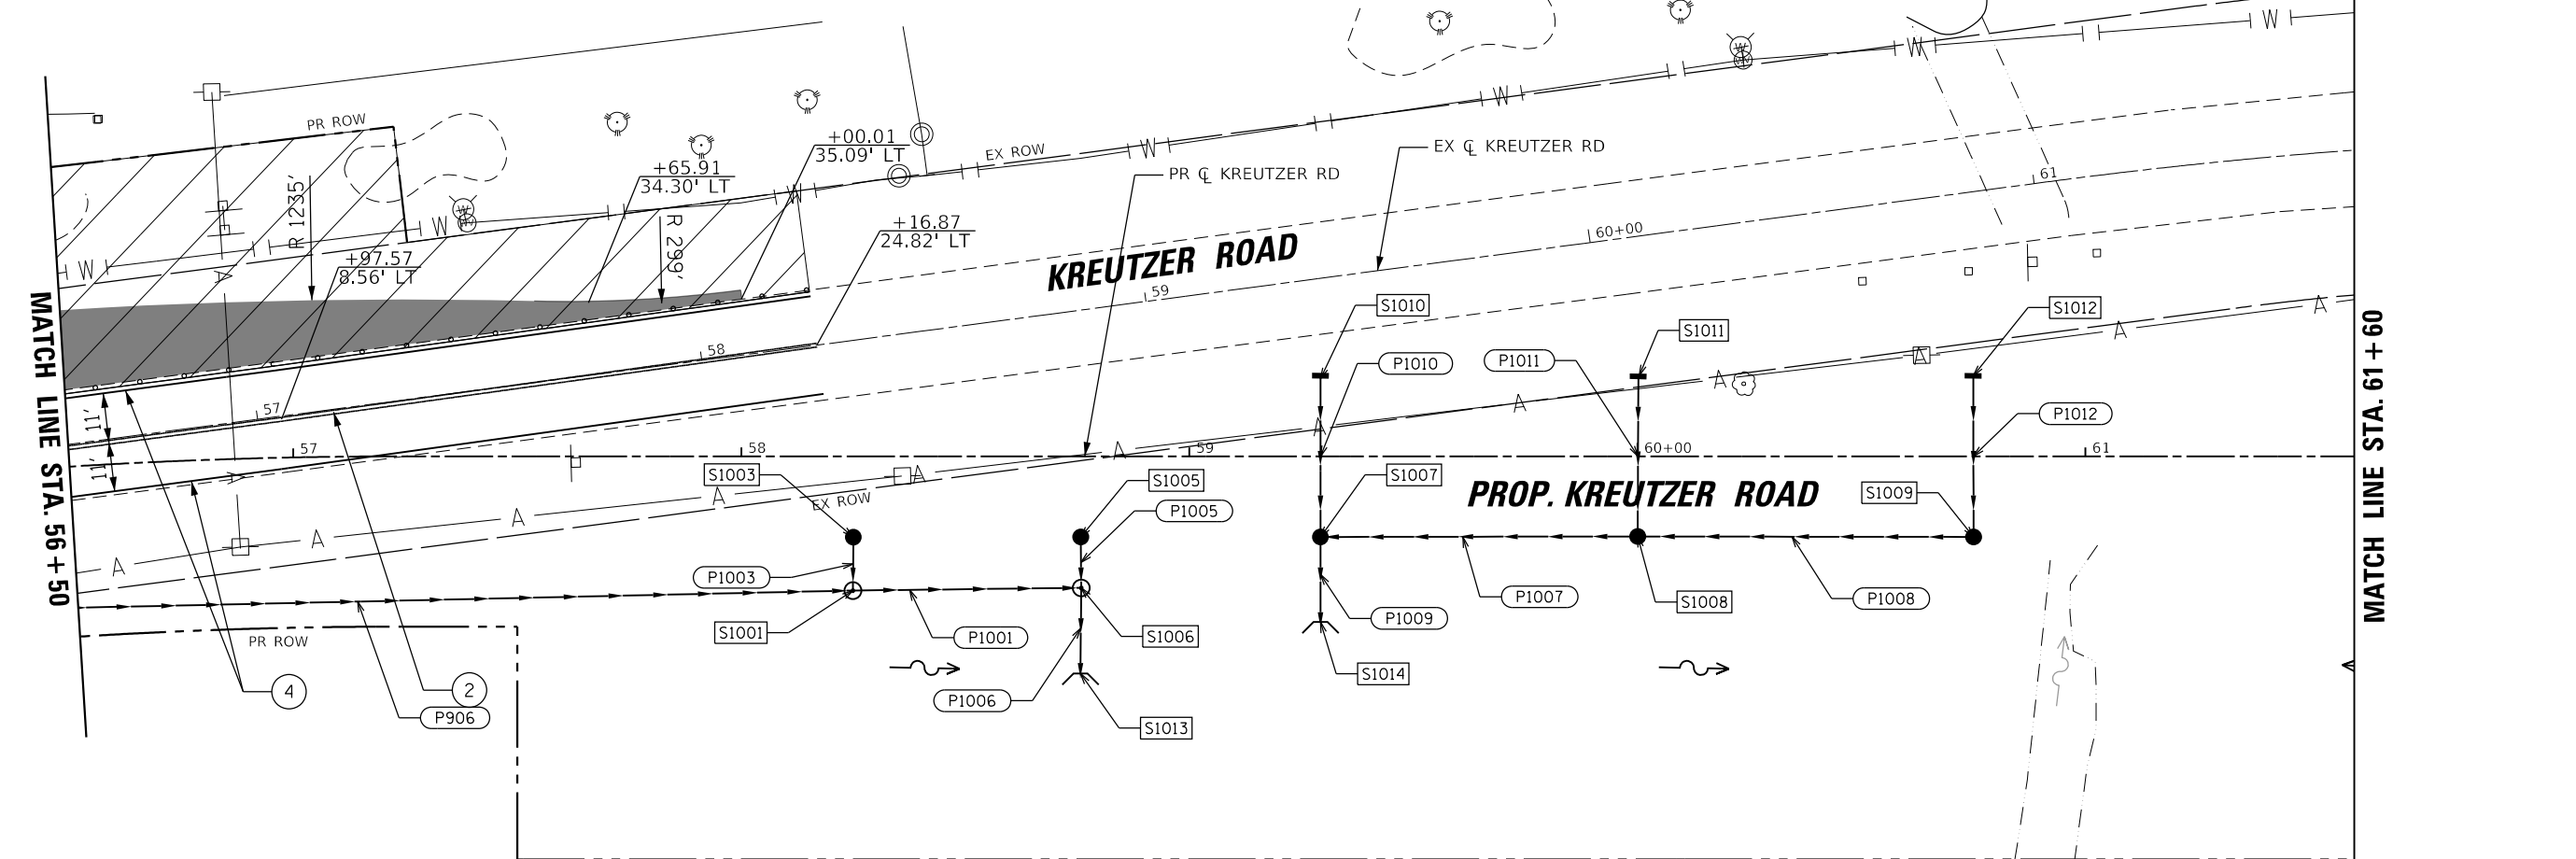 W
W
W
W
PR ROW
+00.01
35.09' LT
EX ROW
W
EX ℄ KREUTZER RD
+65.91
34.30' LT
PR ℄ KREUTZER RD
61
R 1235'
W
W
R 299'
+16.87
24.82' LT
60+00
KREUTZER ROAD
W
+97.57
8.56' LT
A
59
S1010
S1012
A
S1011
A
58
P1010
P1011
A
A
MATCH LINE STA. 56+50
MATCH LINE STA. 61+60
57
11'
A
P1012
A
57
58
59
60+00
61
11'
A
A
S1003
A
S1005
S1007
PROP. KREUTZER ROAD
S1009
A
EX ROW
P1005
A
A
A
P1003
P1007
S1008
P1008
S1001
P1001
S1006
P1009
PR ROW
S1014
4
2
P1006
P906
S1013